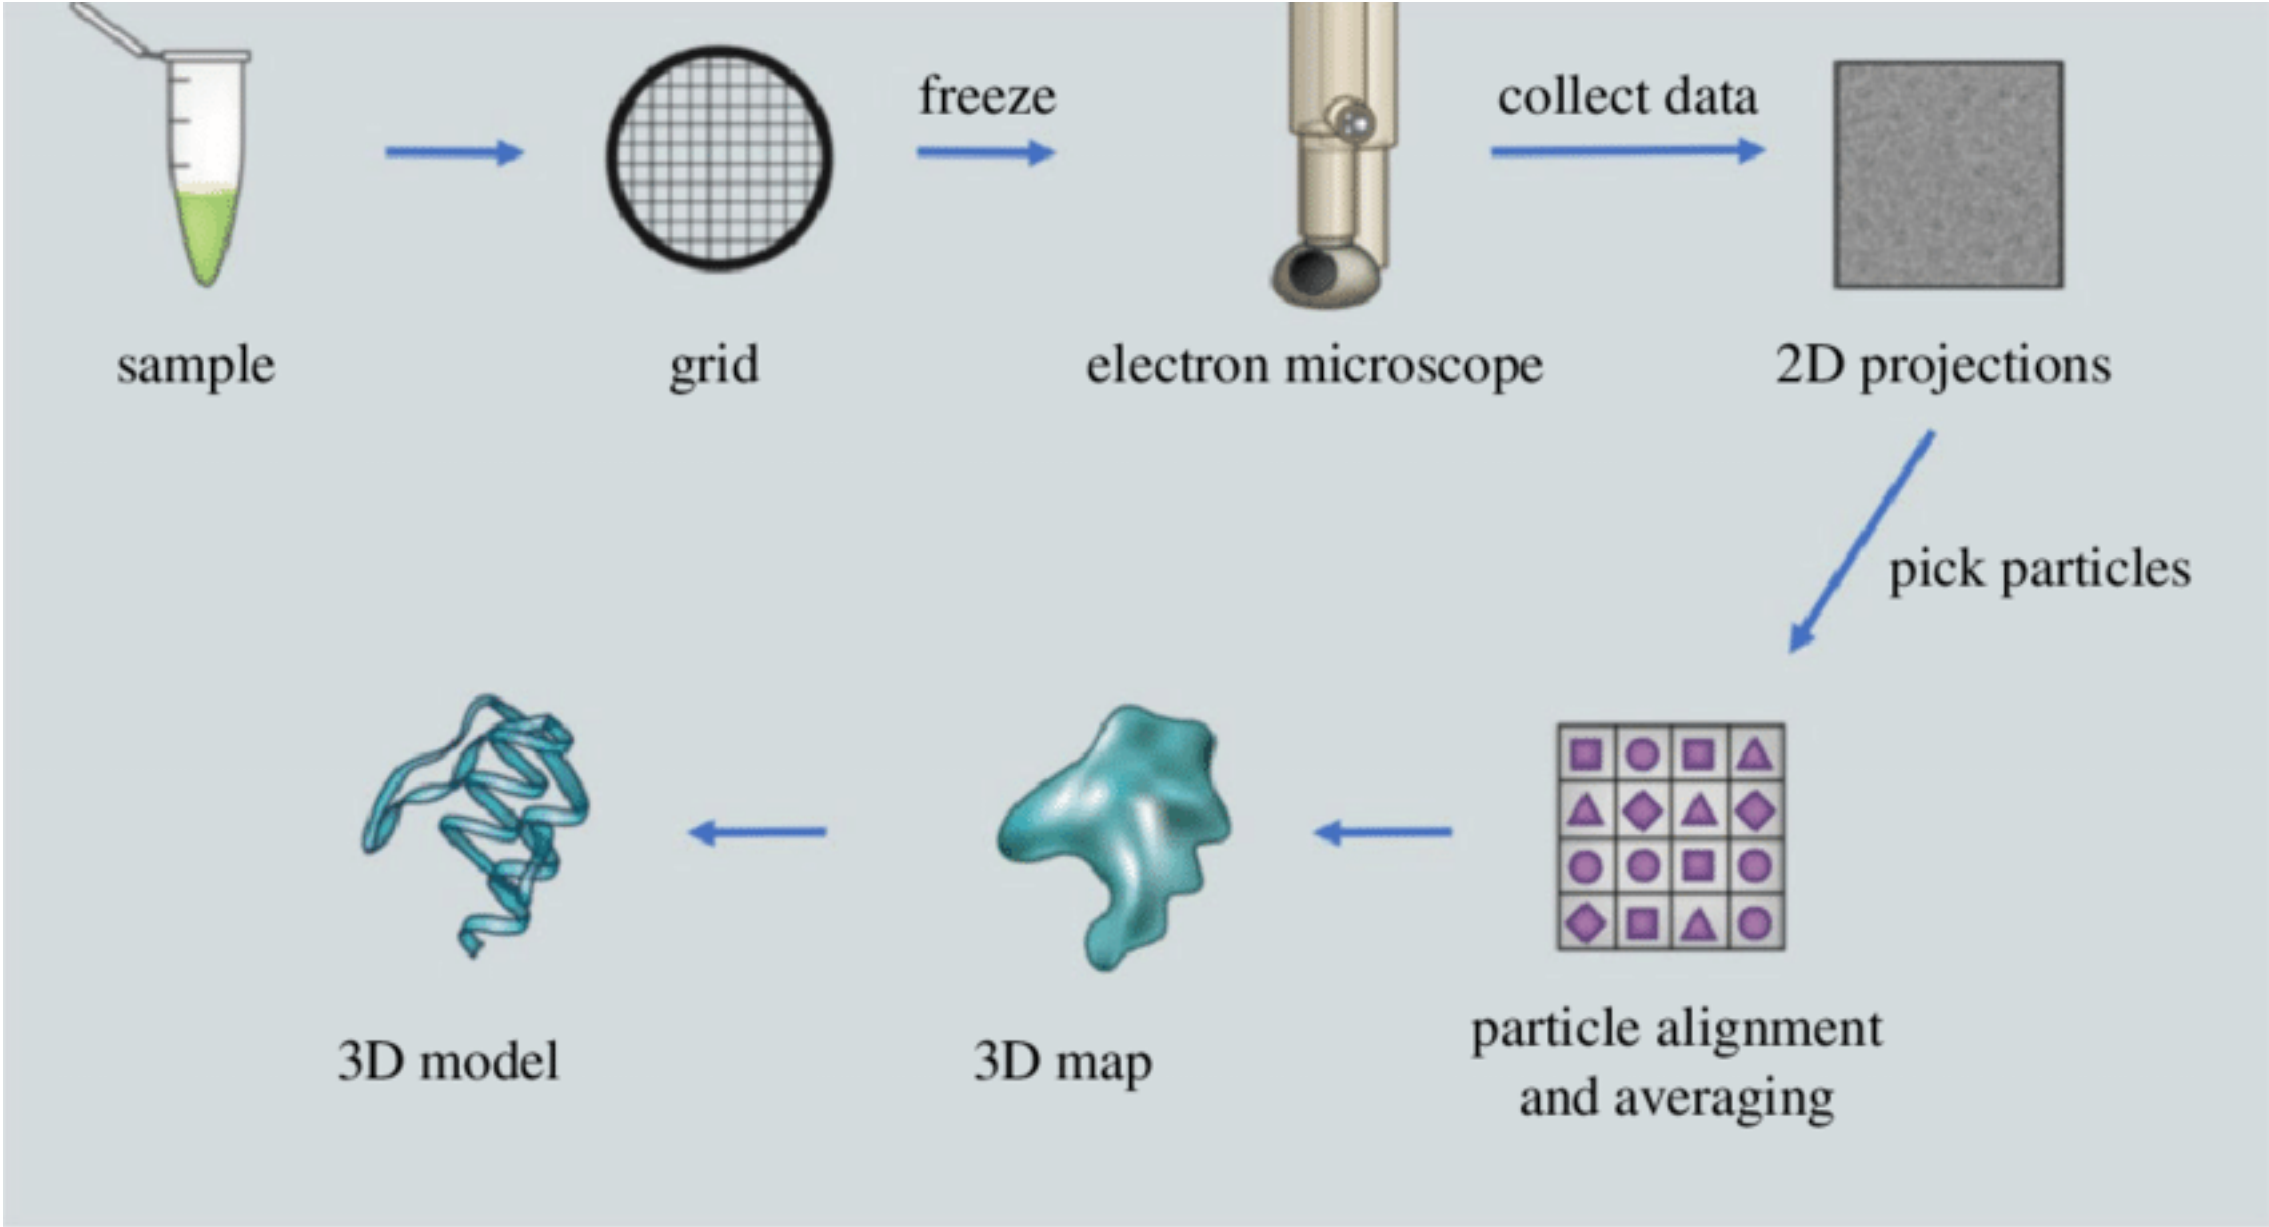 freeze
collect data
sample
grid
electron microscope
2D projections
pick particles
3D model
3D map
particle alignment
and averaging